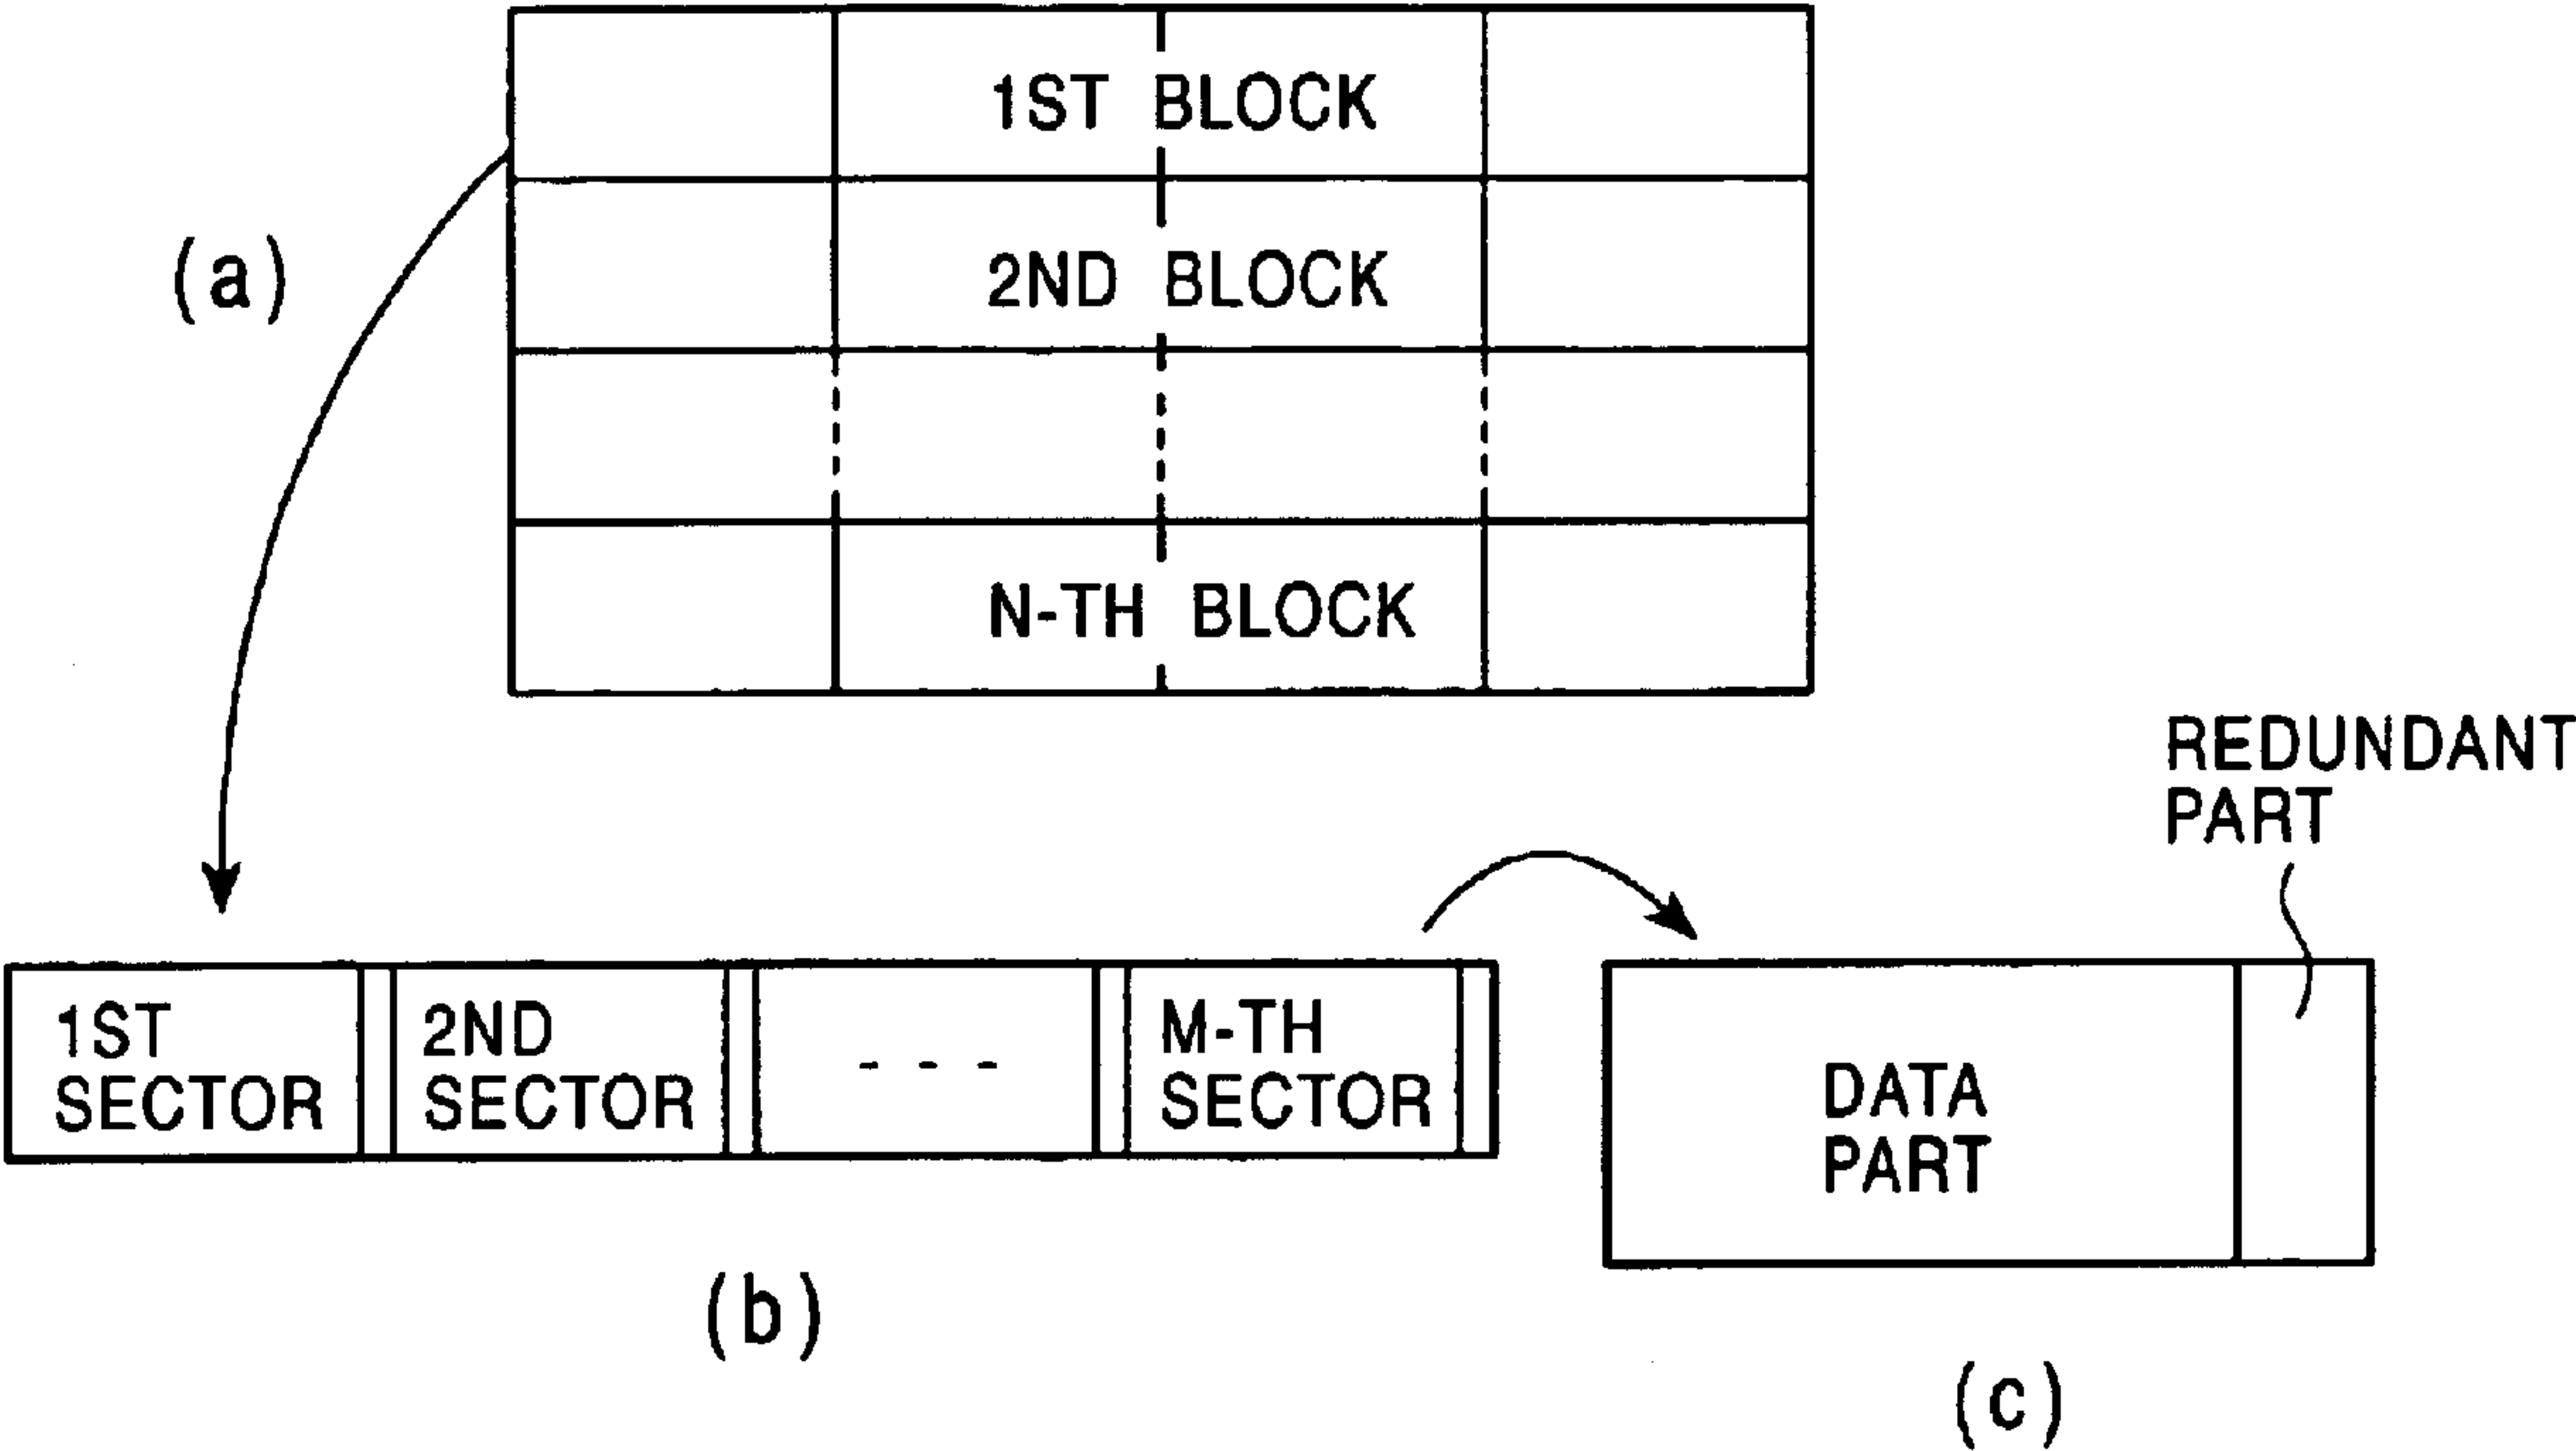 1ST BLOCK
(a)
2ND BLOCK
N-TH BLOCK
REDUNDANT
PART
1ST
SECTOR
2ND
SECTOR
- - -
M-TH
SECTOR
DATA
PART
(b)
(c)